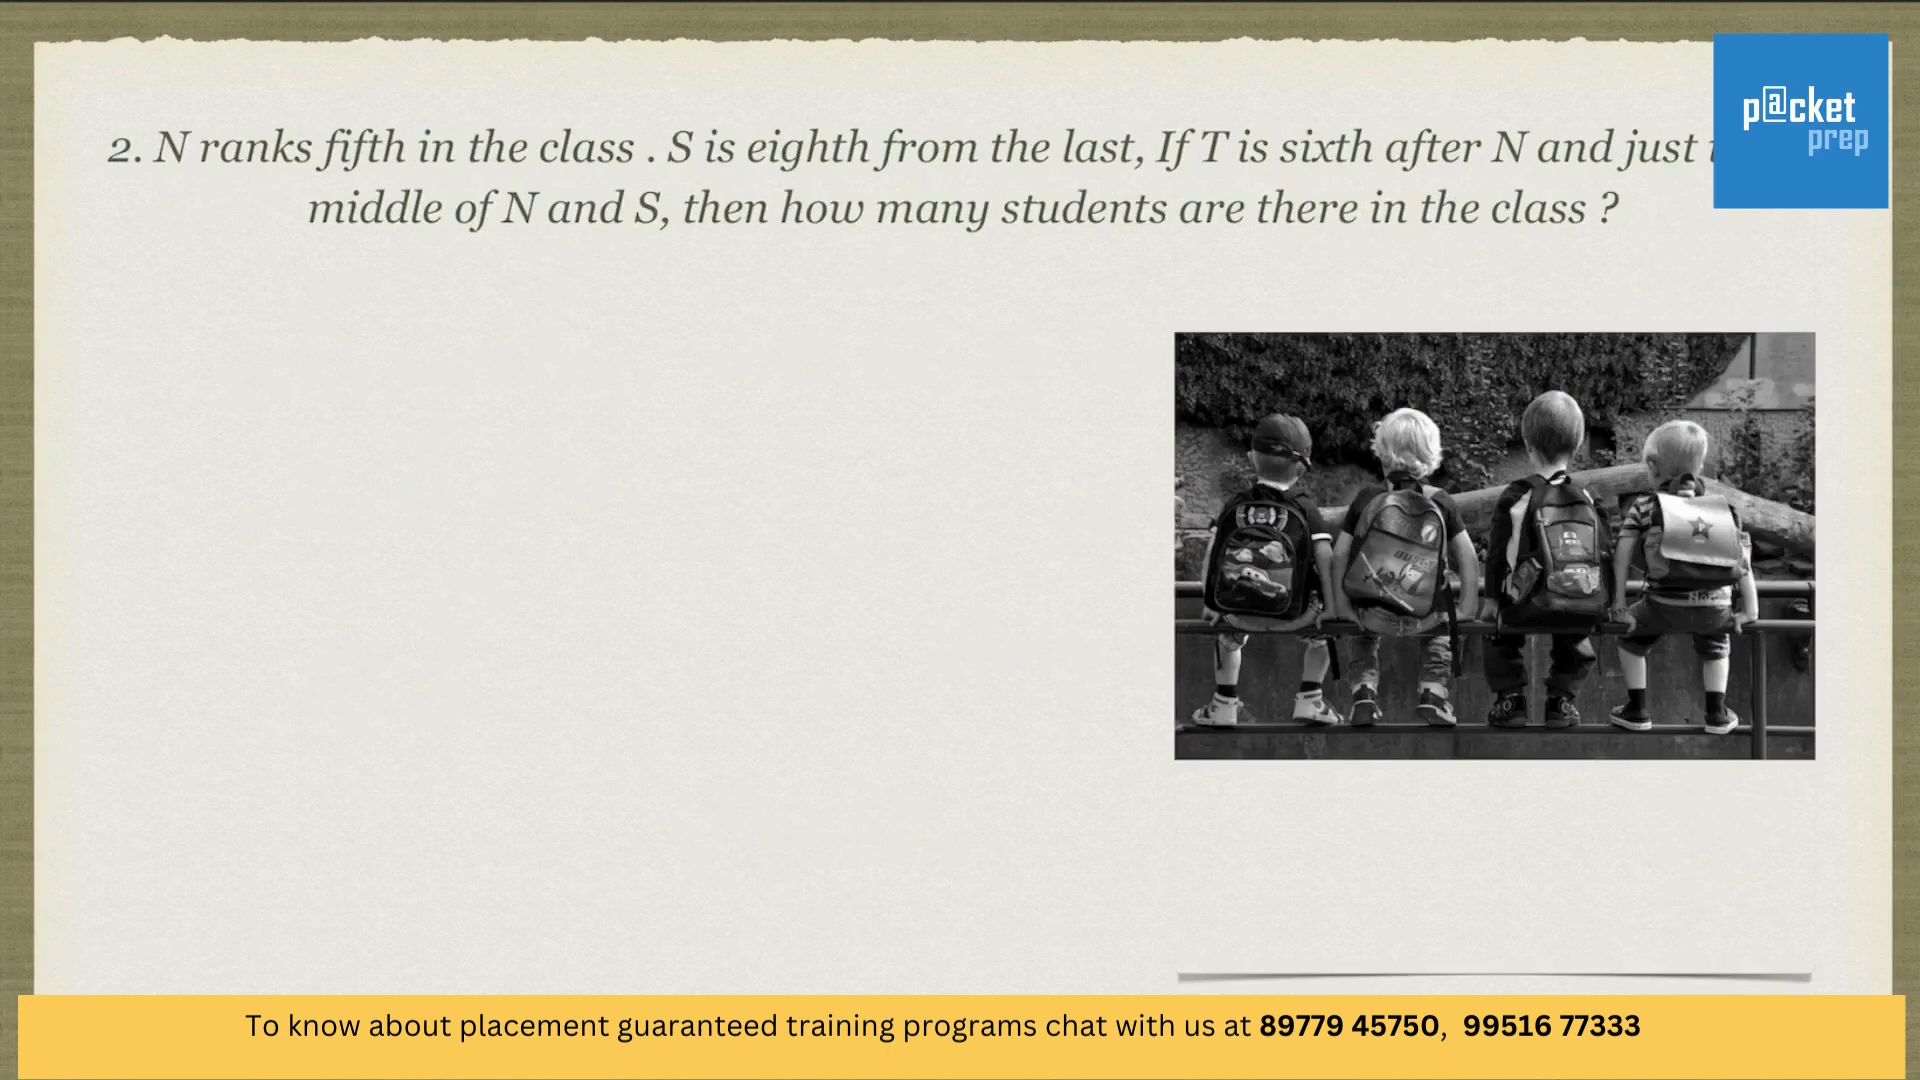 2. N ranks fifth in the class . S is eighth from the last, If T is sixth after N and just
middle of N and S, then how many students are there in the class ?
p@cket
prep
To know about placement guaranteed training programs chat with us at 89779 45750, 99516 77333